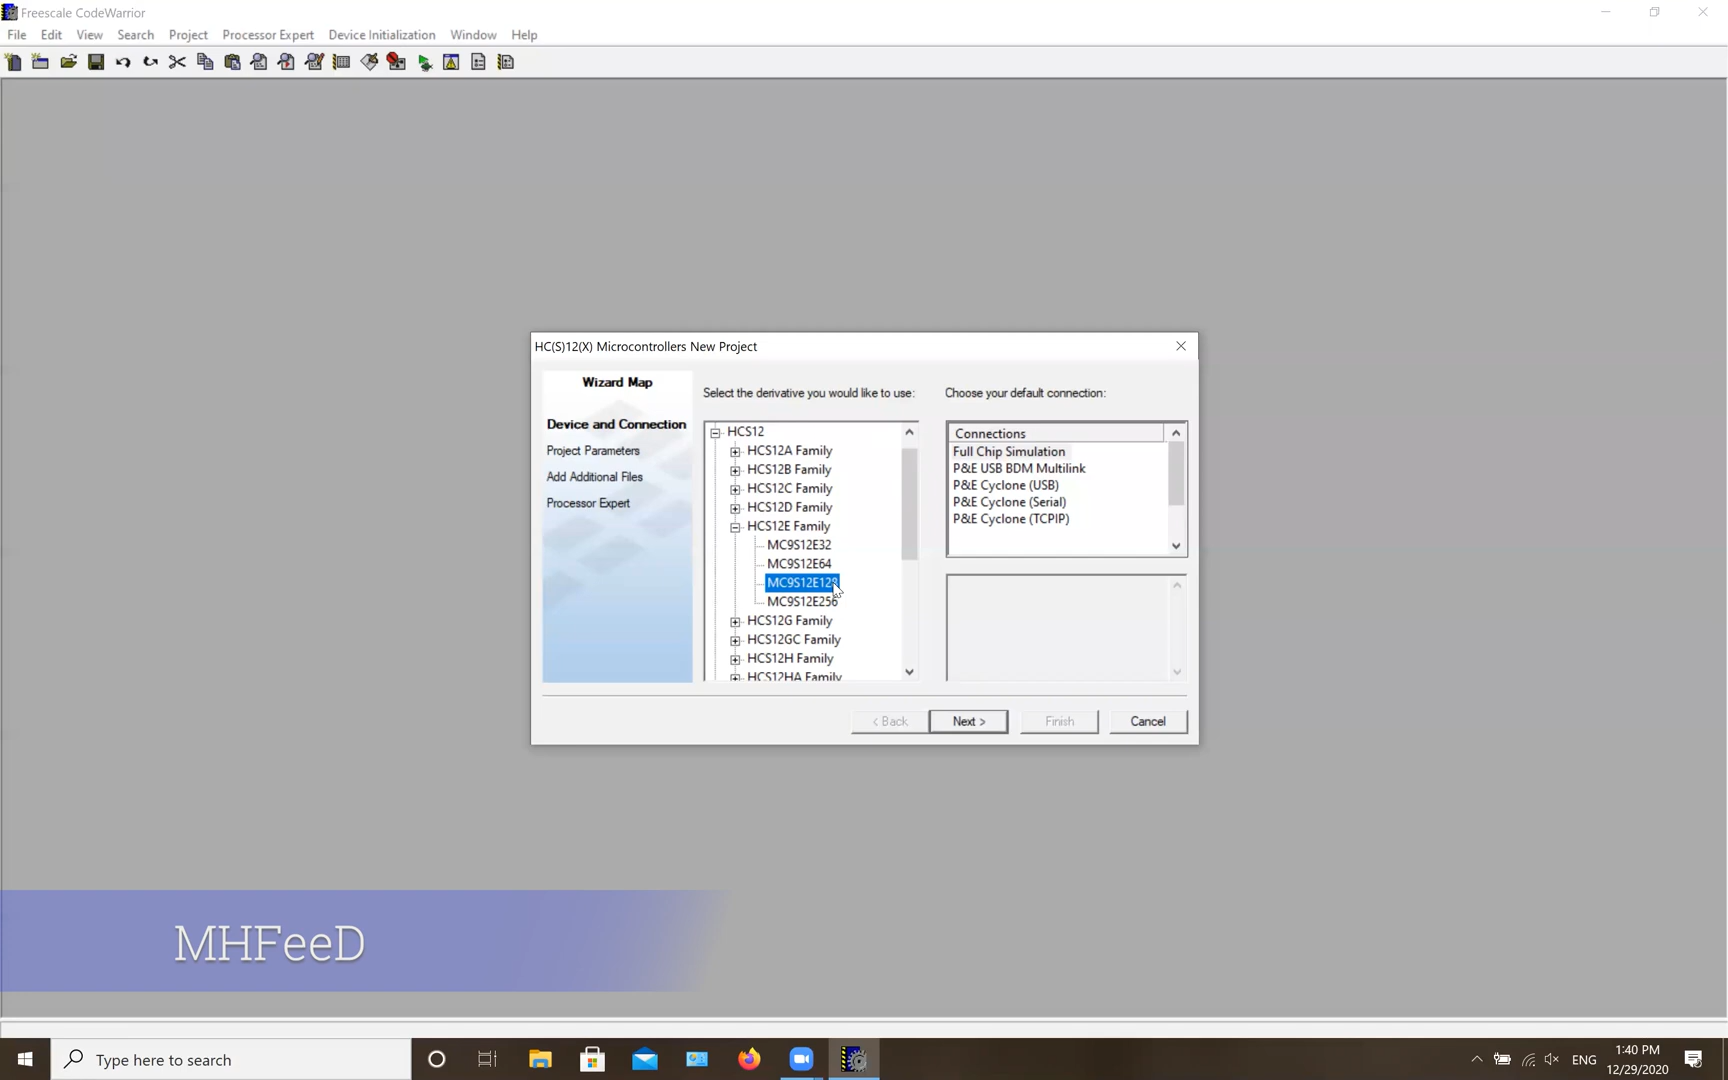 Freescale CodeWarrior
File Edit View Search Project Processor Expert Device Initialization Window Help
HC(S)12(X) Microcontrollers New Project
Wizard Map
Device and Connection
Project Parameters
Add Additional Files
Processor Expert
Select the derivative you would like to use:
HCS12
HCS12A Family
HCS12B Family
HCS12C Family
HCS12D Family
HCS12E Family
MC9S12E32
MC9S12E64
MC9S12E128
MC9S12E256
HCS12G Family
HCS12GC Family
HCS12H Family
HCS12HA Family
Choose your default connection:
Connections
Full Chip Simulation
P&E USB BDM Multilink
P&E Cyclone (USB)
P&E Cyclone (Serial)
P&E Cyclone (TCPIP)
< Back Next > Finish Cancel
MHFeeD
Type here to search
ENG
1:40 PM
12/29/2020